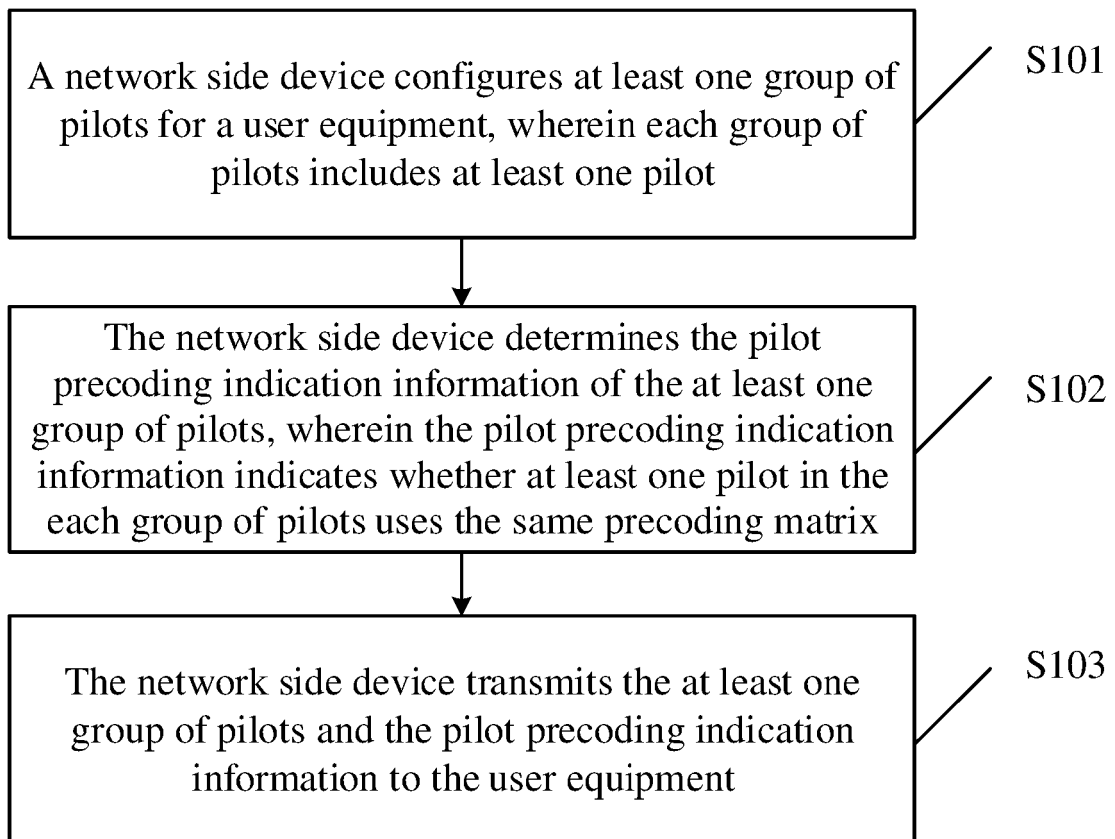 A network side device configures at least one group of
pilots for a user equipment, wherein each group of
pilots includes at least one pilot
S101
The network side device determines the pilot
precoding indication information of the at least one
group of pilots, wherein the pilot precoding indication
information indicates whether at least one pilot in the
each group of pilots uses the same precoding matrix
S102
The network side device transmits the at least one
group of pilots and the pilot precoding indication
information to the user equipment
S103